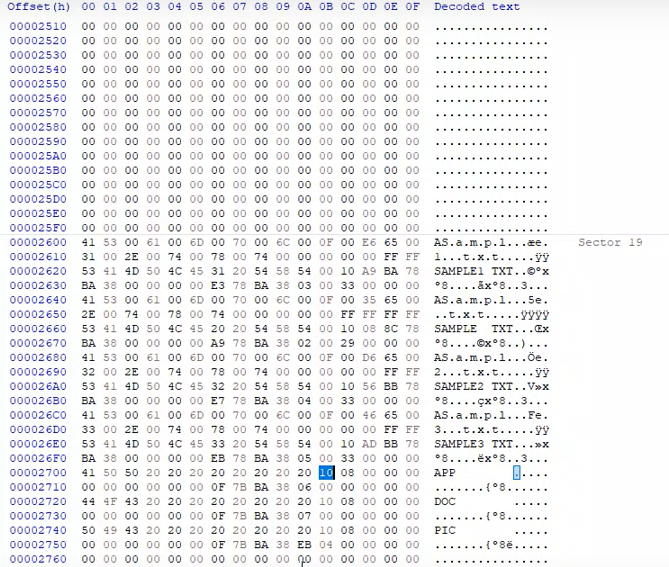 Offset(h) 00 01 02 03 04 05 06 07 08 09 0A 0B 0C 0D 0E 0F Decoded text
00002510 00 00 00 00 00 00 00 00 00 00 00 00 00 00 00 00 ................
00002520 00 00 00 00 00 00 00 00 00 00 00 00 00 00 00 00 ................
00002530 00 00 00 00 00 00 00 00 00 00 00 00 00 00 00 00 ................
00002540 00 00 00 00 00 00 00 00 00 00 00 00 00 00 00 00 ................
00002550 00 00 00 00 00 00 00 00 00 00 00 00 00 00 00 00 ................
00002560 00 00 00 00 00 00 00 00 00 00 00 00 00 00 00 00 ................
00002570 00 00 00 00 00 00 00 00 00 00 00 00 00 00 00 00 ................
00002580 00 00 00 00 00 00 00 00 00 00 00 00 00 00 00 00 ................
00002590 00 00 00 00 00 00 00 00 00 00 00 00 00 00 00 00 ................
000025A0 00 00 00 00 00 00 00 00 00 00 00 00 00 00 00 00 ................
000025B0 00 00 00 00 00 00 00 00 00 00 00 00 00 00 00 00 ................
000025C0 00 00 00 00 00 00 00 00 00 00 00 00 00 00 00 00 ................
000025D0 00 00 00 00 00 00 00 00 00 00 00 00 00 00 00 00 ................
000025E0 00 00 00 00 00 00 00 00 00 00 00 00 00 00 00 00 ................
000025F0 00 00 00 00 00 00 00 00 00 00 00 00 00 00 00 00 ................
00002600 41 53 00 61 00 6D 00 70 00 6C 00 0F 00 E6 65 00 AS.a.m.p.l...æe. Sector 19
00002610 31 00 2E 00 74 00 78 00 74 00 00 00 00 00 FF FF 1...t.x.t.....ÿÿ
00002620 53 41 4D 50 4C 45 31 20 54 58 54 00 10 A9 BA 78 SAMPLE1 TXT..©ºx
00002630 BA 38 00 00 00 00 E3 78 BA 38 03 00 33 00 00 00 º8....ãxº8..3...
00002640 41 53 00 61 00 6D 00 70 00 6C 00 0F 00 35 65 00 AS.a.m.p.l...5e.
00002650 2E 00 74 00 78 00 74 00 00 00 00 00 FF FF FF FF ..t.x.t.....ÿÿÿÿ
00002660 53 41 4D 50 4C 45 20 20 54 58 54 00 10 08 8C 78 SAMPLE  TXT...Œx
00002670 BA 38 00 00 00 00 A9 78 BA 38 02 00 29 00 00 00 º8....©xº8..)...
00002680 41 53 00 61 00 6D 00 70 00 6C 00 0F 00 D6 65 00 AS.a.m.p.l...Öe.
00002690 32 00 2E 00 74 00 78 00 74 00 00 00 00 00 FF FF 2...t.x.t.....ÿÿ
000026A0 53 41 4D 50 4C 45 32 20 54 58 54 00 10 56 BB 78 SAMPLE2 TXT..V»x
000026B0 BA 38 00 00 00 00 E7 78 BA 38 04 00 33 00 00 00 º8....çxº8..3...
000026C0 41 53 00 61 00 6D 00 70 00 6C 00 0F 00 46 65 00 AS.a.m.p.l...Fe.
000026D0 33 00 2E 00 74 00 78 00 74 00 00 00 00 00 FF FF 3...t.x.t.....ÿÿ
000026E0 53 41 4D 50 4C 45 33 20 54 58 54 00 10 AD BB 78 SAMPLE3 TXT...»x
000026F0 BA 38 00 00 00 00 EB 78 BA 38 05 00 33 00 00 00 º8....ëxº8..3...
00002700 41 50 50 20 20 20 20 20 20 20 20 10 08 00 00 00 APP        .....
00002710 00 00 00 00 00 00 0F 7B BA 38 06 00 00 00 00 00 .......{º8......
00002720 44 4F 43 20 20 20 20 20 20 20 20 10 08 00 00 00 DOC        .....
00002730 00 00 00 00 00 00 0F 7B BA 38 07 00 00 00 00 00 .......{º8......
00002740 50 49 43 20 20 20 20 20 20 20 20 10 08 00 00 00 PIC        .....
00002750 00 00 00 00 00 00 0F 7B BA 38 EB 04 00 00 00 00 .......{º8ë.....
00002760 00 00 00 00 00 00 00 00 00 00 00 00 00 00 00 00 ................